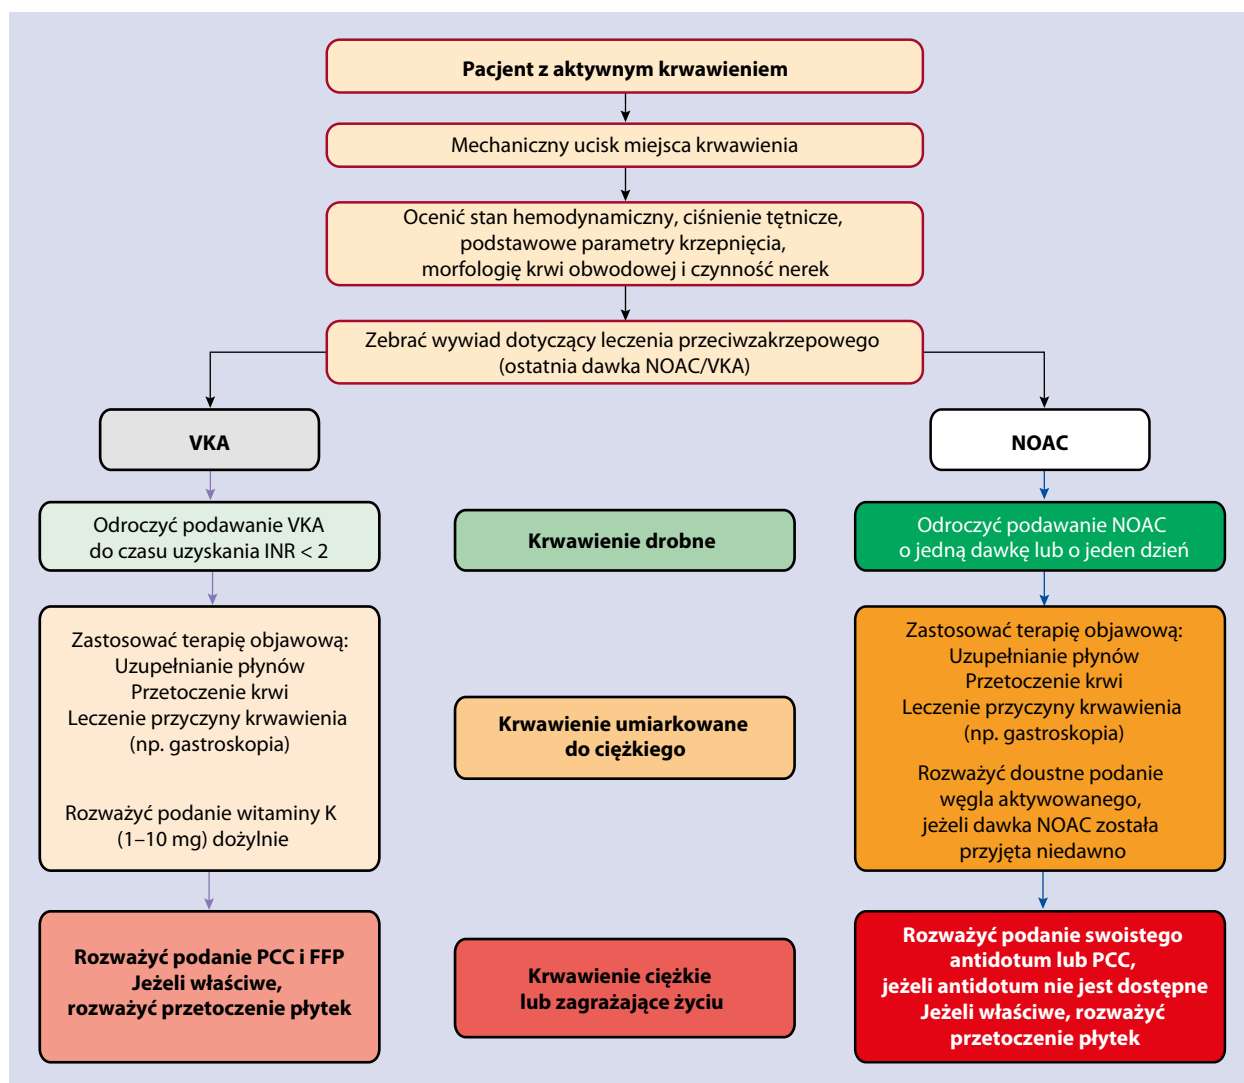 Pacjent z aktywnym krwawieniem
Mechaniczny ucisk miejsca krwawienia
Ocenić stan hemodynamiczny, ciśnienie tętnicze,
podstawowe parametry krzepnięcia,
morfologię krwi obwodowej i czynność nerek
Zebrać wywiad dotyczący leczenia przeciwzakrzepowego
(ostatnia dawka NOAC/VKA)
VKA
NOAC
Odroczyć podawanie VKA
do czasu uzyskania INR < 2
Krwawienie drobne
Odroczyć podawanie NOAC
o jedną dawkę lub o jeden dzień
Zastosować terapię objawową:
Uzupełnianie płynów
Przetoczenie krwi
Leczenie przyczyny krwawienia
(np. gastroskopia)
Rozważyć podanie witaminy K
(1–10 mg) dożylnie
Krwawienie umiarkowane
do ciężkiego
Zastosować terapię objawową:
Uzupełnianie płynów
Przetoczenie krwi
Leczenie przyczyny krwawienia
(np. gastroskopia)
Rozważyć doustne podanie
węgla aktywowanego,
jeżeli dawka NOAC została
przyjęta niedawno
Rozważyć podanie PCC i FFP
Jeżeli właściwe,
rozważyć przetoczenie płytek
Krwawienie ciężkie
lub zagrażające życiu
Rozważyć podanie swoistego
antidotum lub PCC,
jeżeli antidotum nie jest dostępne
Jeżeli właściwe, rozważyć
przetoczenie płytek